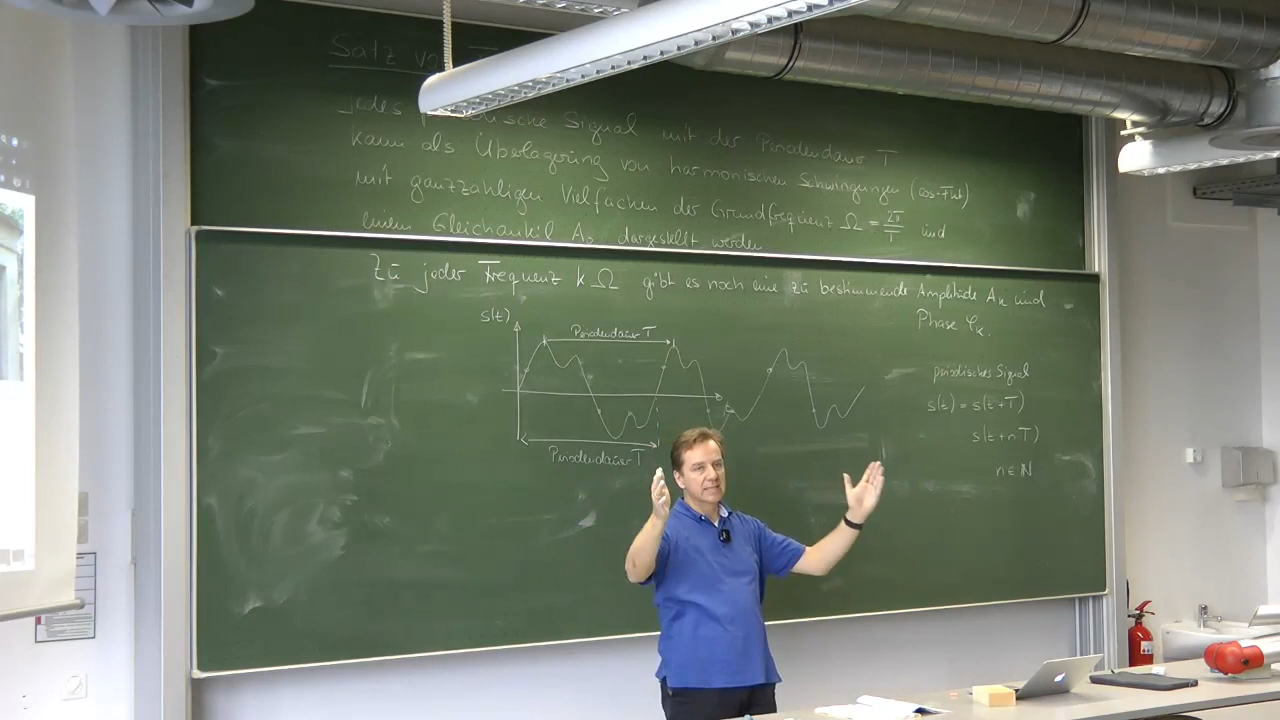 Satz vo
jedes sche Signal mit der Periodendauer T
kann als Überlagerung von harmonischen Schwingungen (cos-Fkt)
mit ganzzahligen Vielfachen der Grundfrequenz Ω = 2π/T und
einem Gleichanteil A₀ dargestellt werden
Zu jeder Frequenz kΩ gibt es noch eine zu bestimmende Amplitude Aₖ und
Phase φₖ.
s(t)
Periodendauer T
t
Periodendauer T
periodisches Signal
s(t) = s(t+T)
s(t+nT)
n ∈ ℕ